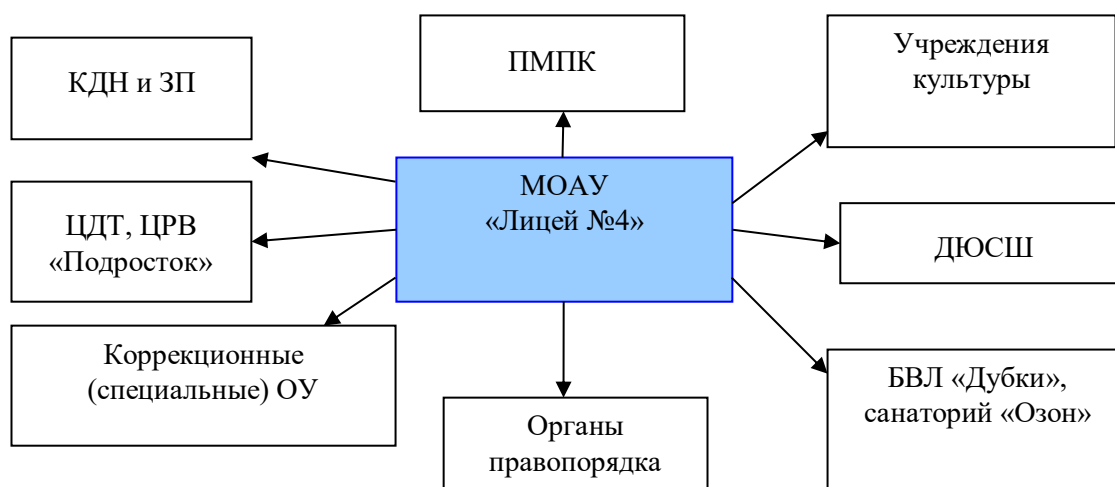 КДН и ЗП
ПМПК
Учреждения
культуры
МОАУ
«Лицей №4»
ЦДТ, ЦРВ
«Подросток»
ДЮСШ
Коррекционные
(специальные) ОУ
БВЛ «Дубки»,
санаторий «Озон»
Органы
правопорядка